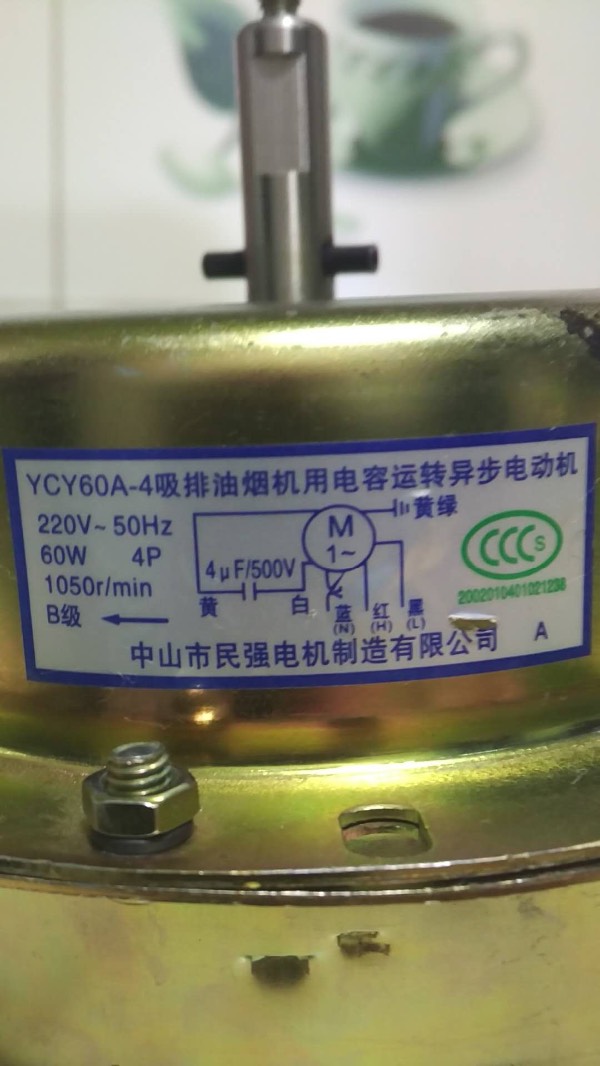 YCY60A-4吸排油烟机用电容运转异步电动机
220V~50Hz
60W 4P
1050r/min
B级
M
1~
黄绿
4μF/500V
黄
白
蓝
(N)
红
(H)
黑
(L)
CCC S
2002010401021238
中山市民强电机制造有限公司 A